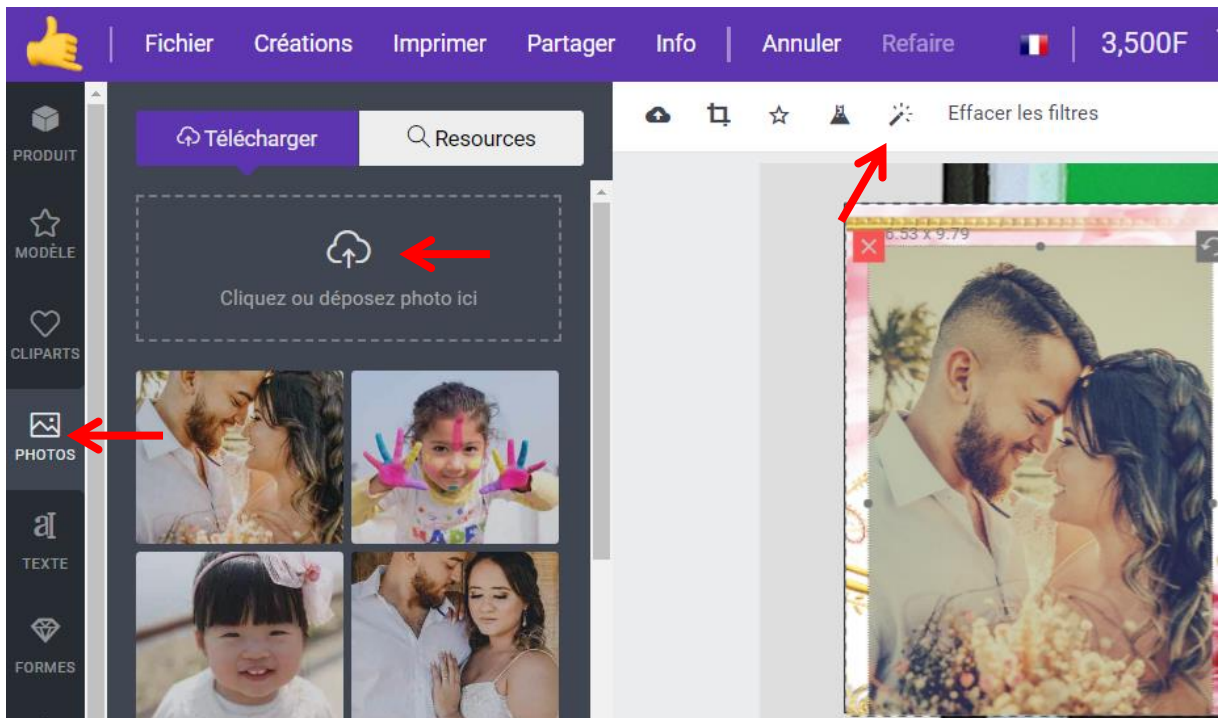 Fichier Créations Imprimer Partager Info Annuler Refaire 3,500F
PRODUIT
MODÈLE
CLIPARTS
PHOTOS
TEXTE
FORMES
Télécharger Resources
Cliquez ou déposez photo ici
HAPE
Effacer les filtres
6.53 x 9.79